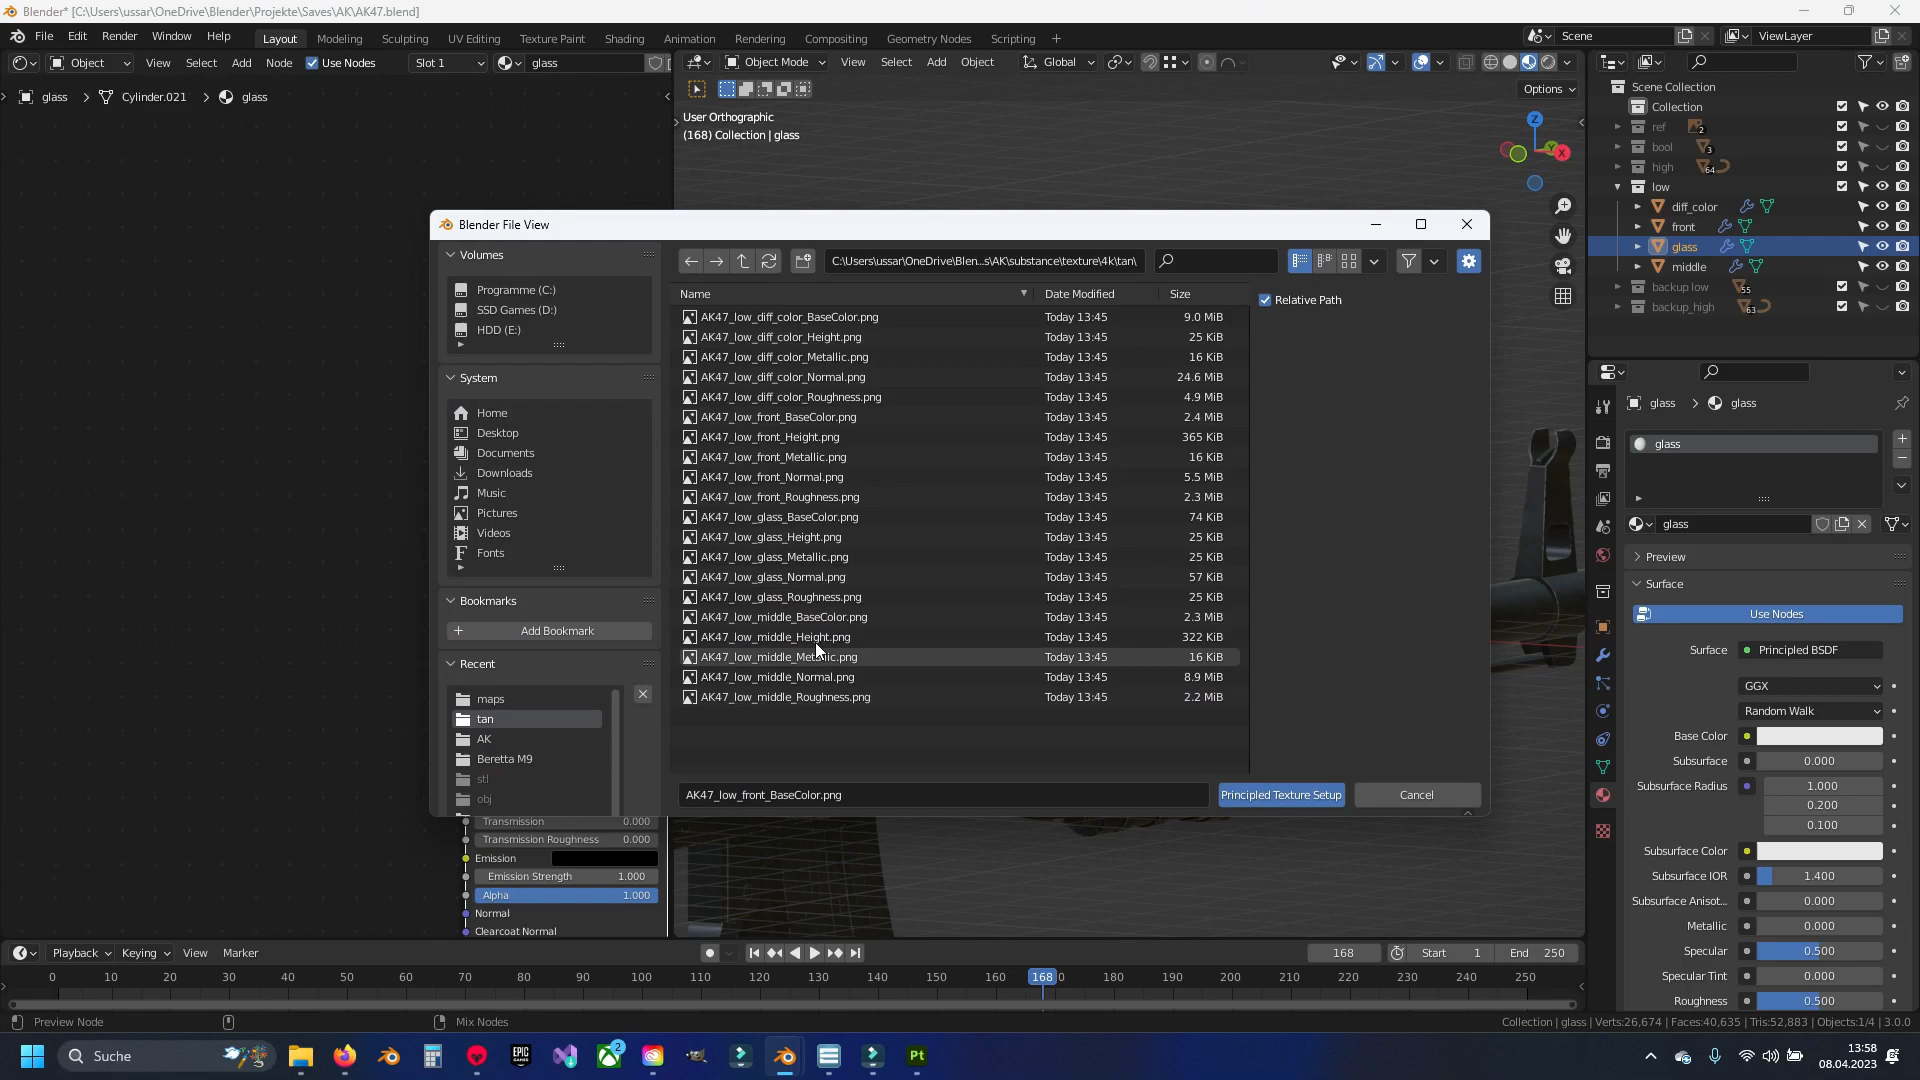 Blender* [C:\Users\ussar\OneDrive\Blender\Projekte\Saves\AK\AK47.blend]
File Edit Render Window Help Layout Modeling Sculpting UV Editing Texture Paint Shading Animation Rendering Compositing Geometry Nodes Scripting + Scene ViewLayer
Object View Select Add Node Use Nodes Slot 1 glass
Object Mode View Select Add Object Global
glass > Cylinder.021 > glass
Options
User Orthographic
(168) Collection | glass
Z
Y
X
Scene Collection
Collection
ref 2
bool 3
high 64
low
diff_color
front
glass
middle
backup low 55
backup_high 63
Blender File View
Volumes
Programme (C:)
SSD Games (D:)
HDD (E:)
System
Home
Desktop
Documents
Downloads
Music
Pictures
Videos
Fonts
Bookmarks
Add Bookmark
Recent
maps
tan
AK
Beretta M9
stl
obj
C:\Users\ussar\OneDrive\Blen...s\AK\substance\texture\4k\tan\
Name Date Modified Size
AK47_low_diff_color_BaseColor.png Today 13:45 9.0 MiB
AK47_low_diff_color_Height.png Today 13:45 25 KiB
AK47_low_diff_color_Metallic.png Today 13:45 16 KiB
AK47_low_diff_color_Normal.png Today 13:45 24.6 MiB
AK47_low_diff_color_Roughness.png Today 13:45 4.9 MiB
AK47_low_front_BaseColor.png Today 13:45 2.4 MiB
AK47_low_front_Height.png Today 13:45 365 KiB
AK47_low_front_Metallic.png Today 13:45 16 KiB
AK47_low_front_Normal.png Today 13:45 5.5 MiB
AK47_low_front_Roughness.png Today 13:45 2.3 MiB
AK47_low_glass_BaseColor.png Today 13:45 74 KiB
AK47_low_glass_Height.png Today 13:45 25 KiB
AK47_low_glass_Metallic.png Today 13:45 25 KiB
AK47_low_glass_Normal.png Today 13:45 57 KiB
AK47_low_glass_Roughness.png Today 13:45 25 KiB
AK47_low_middle_BaseColor.png Today 13:45 2.3 MiB
AK47_low_middle_Height.png Today 13:45 322 KiB
AK47_low_middle_Metallic.png Today 13:45 16 KiB
AK47_low_middle_Normal.png Today 13:45 8.9 MiB
AK47_low_middle_Roughness.png Today 13:45 2.2 MiB
Relative Path
AK47_low_front_BaseColor.png Principled Texture Setup Cancel
Transmission 0.000
Transmission Roughness 0.000
Emission
Emission Strength 1.000
Alpha 1.000
Normal
Clearcoat Normal
glass > glass
glass
glass
Preview
Surface
Use Nodes
Surface Principled BSDF
GGX
Random Walk
Base Color
Subsurface 0.000
Subsurface Radius 1.000
0.200
0.100
Subsurface Color
Subsurface IOR 1.400
Subsurface Anisot... 0.000
Metallic 0.000
Specular 0.500
Specular Tint 0.000
Roughness 0.500
Playback Keying View Marker 168 Start 1 End 250
0 10 20 30 40 50 60 70 80 90 100 110 120 130 140 150 160 168 180 190 200 210 220 230 240 250
Preview Node Mix Nodes Collection | glass | Verts:26,674 | Faces:40,635 | Tris:52,883 | Objects:1/4 | 3.0.0
Suche EPIC GAMES 2 Pt
13:58
08.04.2023